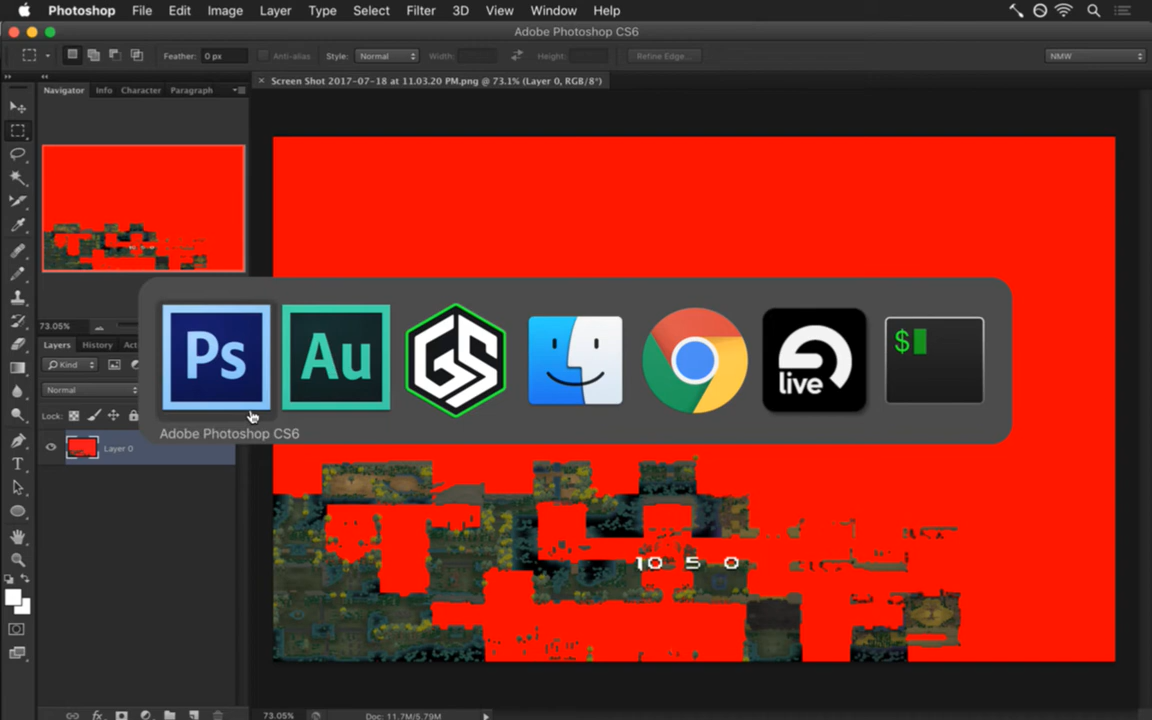 Photoshop File Edit Image Layer Type Select Filter 3D View Window Help
Adobe Photoshop CS6
Feather: 0 px Anti-alias Style: Normal Width: Height: Refine Edge... NMW
Navigator Info Character Paragraph
× Screen Shot 2017-07-18 at 11.03.20 PM.png @ 73.1% (Layer 0, RGB/8*)
73.05%
Layers History
Kind
Normal
Lock:
Layer 0
Ps Au GS live $
Adobe Photoshop CS6
10 5 0
T
fx
73.05% Doc: 11.7M/5.79M